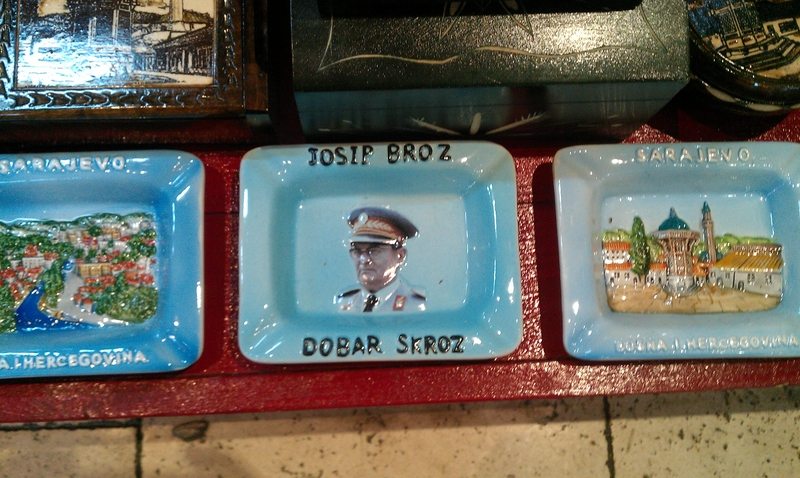 SARAJEVO
A.I.HERCEGOVINA
JOSIP BROZ
DOBAR SKROZ
SARAJEVO
BOSNA.I.HERCEGOVINA